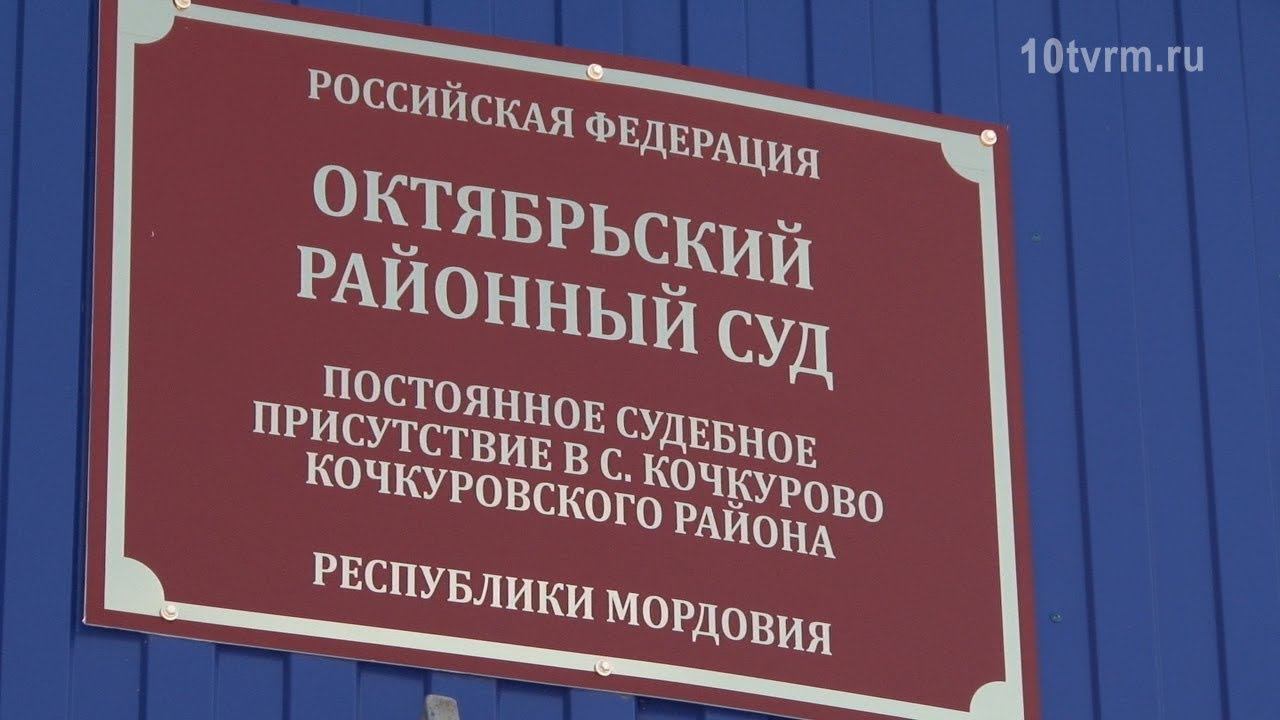 10tvrm.ru
РОССИЙСКАЯ ФЕДЕРАЦИЯ
ОКТЯБРЬСКИЙ
РАЙОННЫЙ СУД
ПОСТОЯННОЕ СУДЕБНОЕ
ПРИСУТСТВИЕ В С. КОЧКУРОВО
КОЧКУРОВСКОГО РАЙОНА
РЕСПУБЛИКИ МОРДОВИЯ